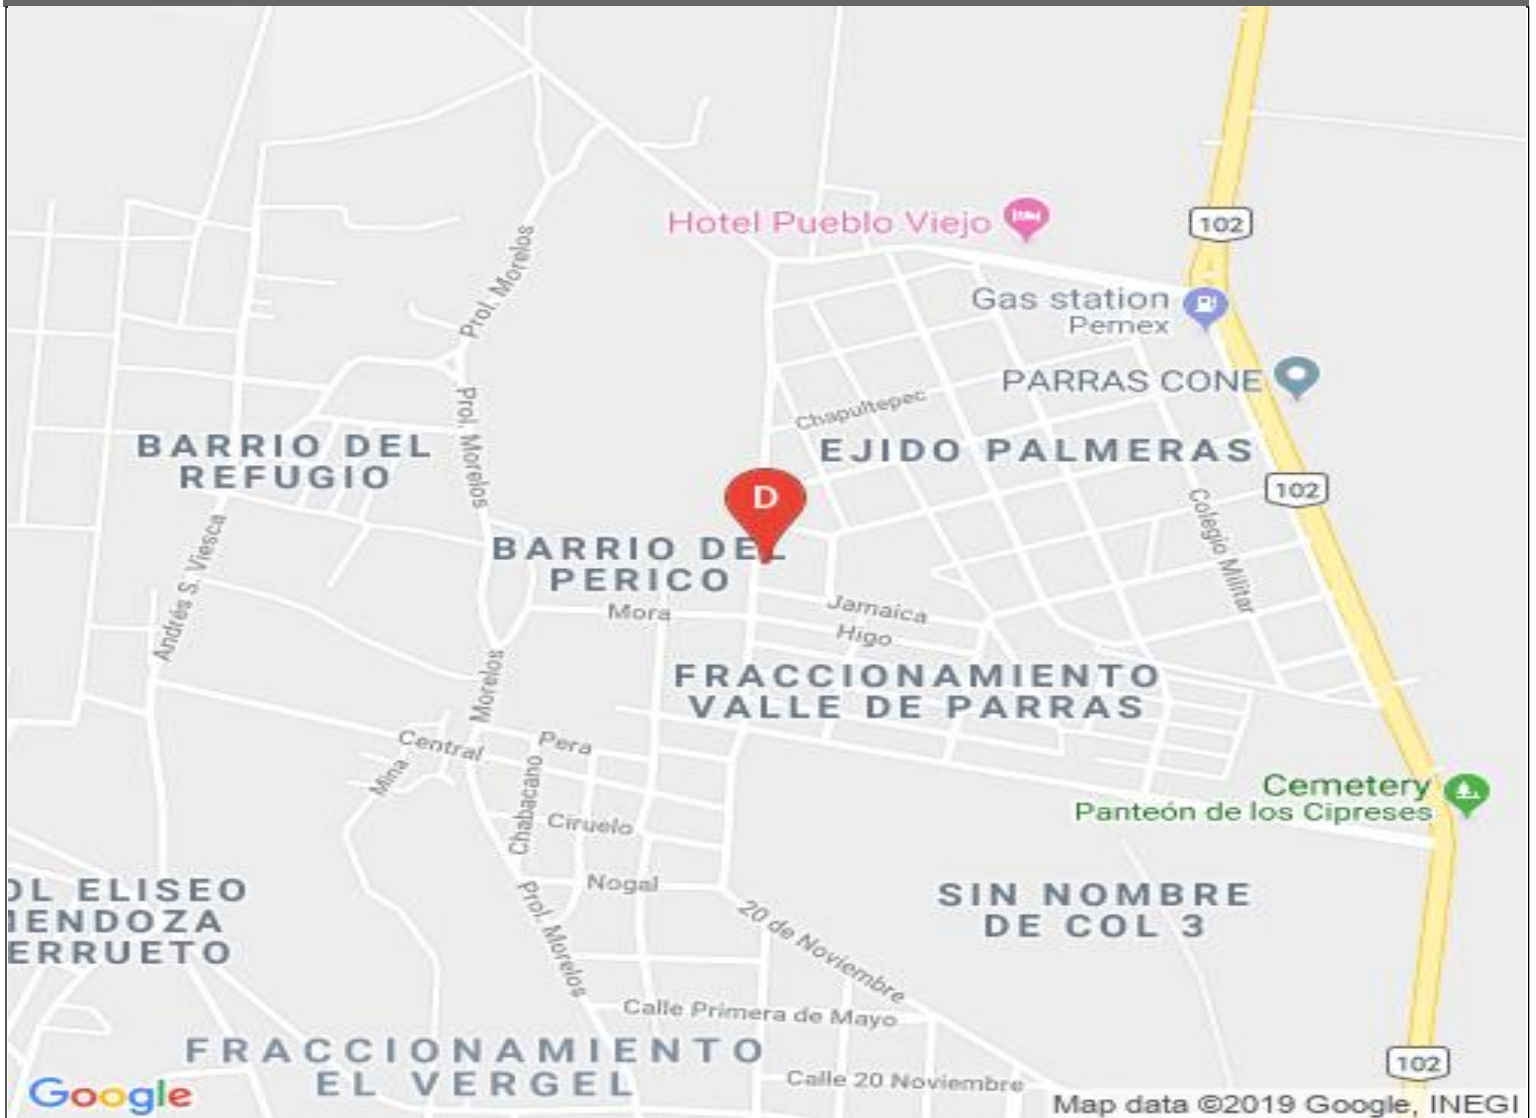 Hotel Pueblo Viejo
102
Prol. Morelos
Gas station
Pemex
PARRAS CONE
Chapultepec
BARRIO DEL
REFUGIO
Prol. Morelos
EJIDO PALMERAS
102
D
Colegio Militar
Andrés S. Viesca
BARRIO DEL
PERICO
Mora
Jamaica
Higo
Morelos
FRACCIONAMIENTO
VALLE DE PARRAS
Central
Pera
Mina
Chabacano
Ciruelo
Cemetery
Panteón de los Cipreses
Nogal
OL ELISEO
MENDOZA
ERRUETO
SIN NOMBRE
DE COL 3
Prol. Morelos
20 de Noviembre
Calle Primera de Mayo
FRACCIONAMIENTO
EL VERGEL
102
Calle 20 Noviembre
Google
Map data ©2019 Google, INEGI